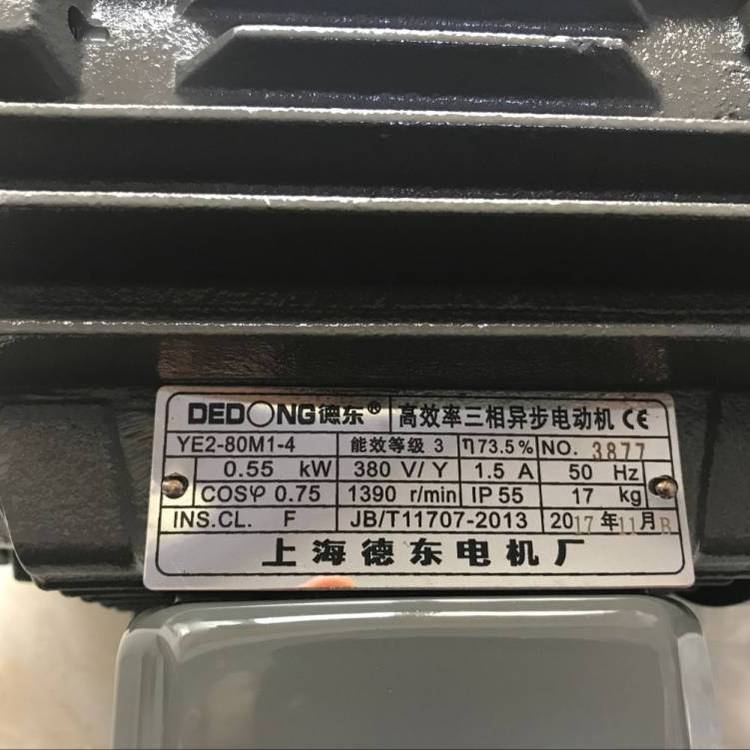 DEDONG德东® 高效率三相异步电动机 CE
YE2-80M1-4 能效等级 3 η73.5% NO. 3877
0.55 kW 380 V/Y 1.5 A 50 Hz
COSφ 0.75 1390 r/min IP 55 17 kg
INS.CL. F JB/T11707-2013 2017年11月
上海德东电机厂